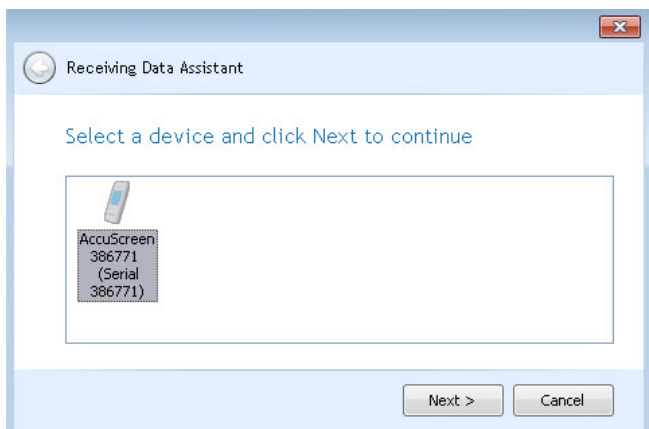 Receiving Data Assistant
Select a device and click Next to continue
AccuScreen
386771
(Serial
386771)
Next >
Cancel